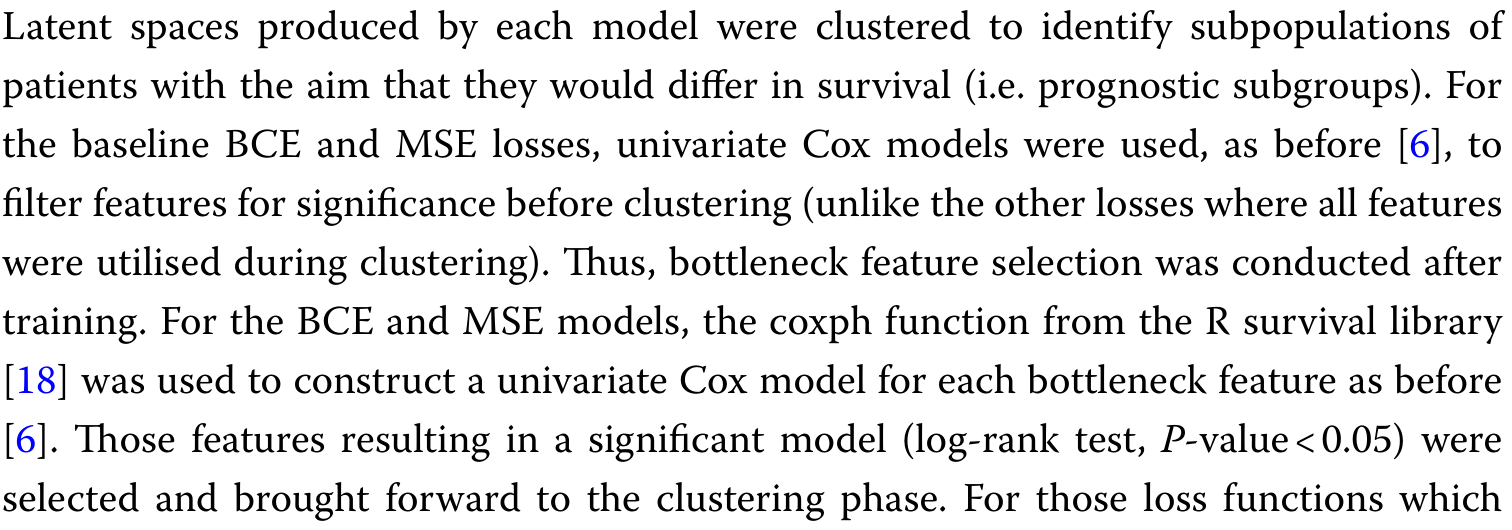 Latent spaces produced by each model were clustered to identify subpopulations of
patients with the aim that they would differ in survival (i.e. prognostic subgroups). For
the baseline BCE and MSE losses, univariate Cox models were used, as before [6], to
filter features for significance before clustering (unlike the other losses where all features
were utilised during clustering). Thus, bottleneck feature selection was conducted after
training. For the BCE and MSE models, the coxph function from the R survival library
[18] was used to construct a univariate Cox model for each bottleneck feature as before
[6]. Those features resulting in a significant model (log-rank test, P-value < 0.05) were
selected and brought forward to the clustering phase. For those loss functions which